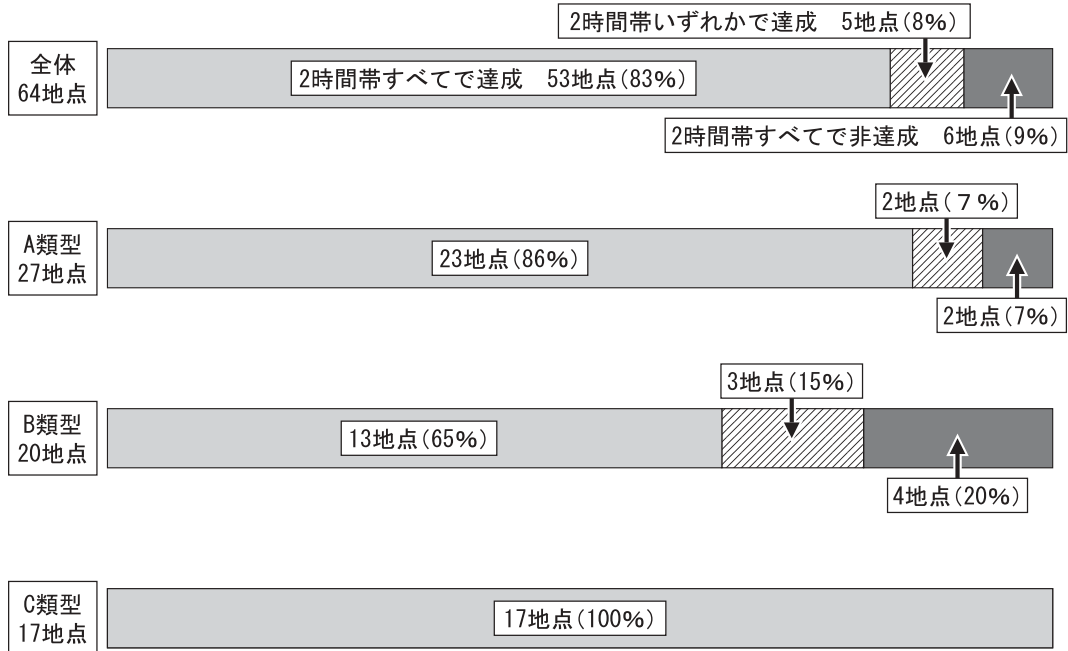 2時間帯いずれかで達成　5地点(8%)
全体
64地点
2時間帯すべてで達成　53地点(83%)
2時間帯すべてで非達成　6地点(9%)
2地点(７%)
A類型
27地点
23地点(86%)
2地点(7%)
3地点(15%)
B類型
20地点
13地点(65%)
4地点(20%)
C類型
17地点
17地点(100%)